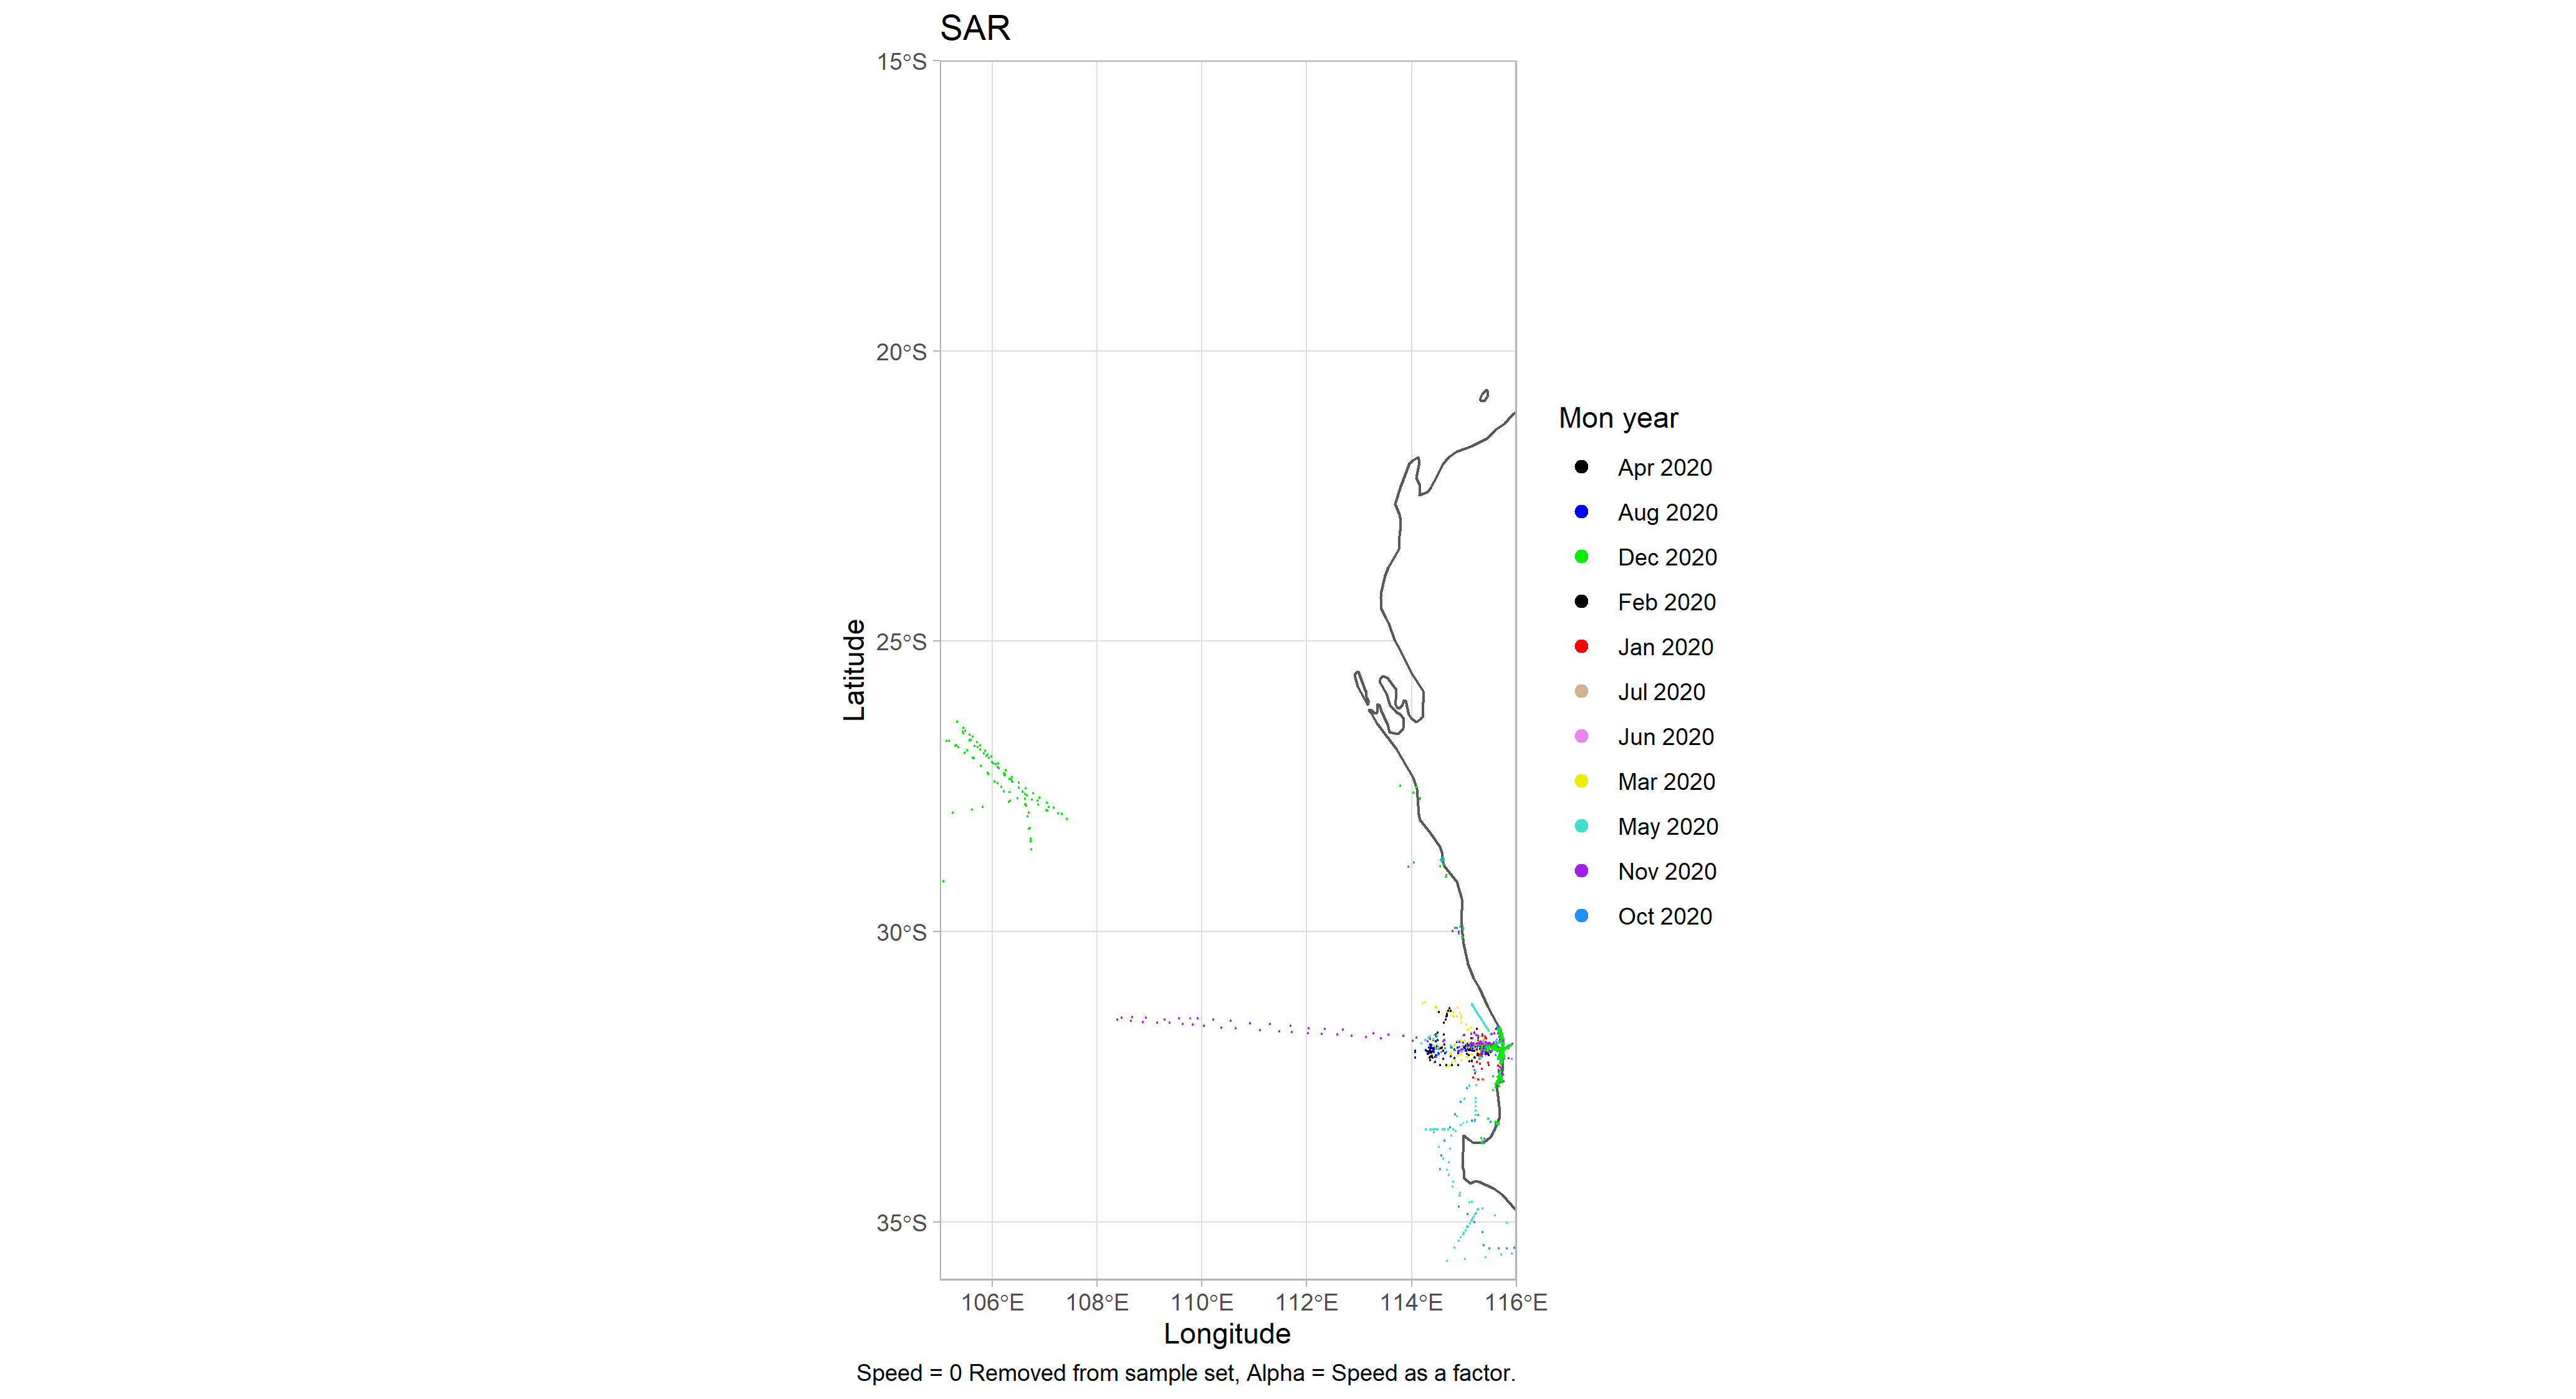 SAR
15°S
20°S
25°S
30°S
35°S
Latitude
106°E 108°E 110°E 112°E 114°E 116°E
Longitude
Speed = 0 Removed from sample set, Alpha = Speed as a factor.
Mon year
Apr 2020
Aug 2020
Dec 2020
Feb 2020
Jan 2020
Jul 2020
Jun 2020
Mar 2020
May 2020
Nov 2020
Oct 2020